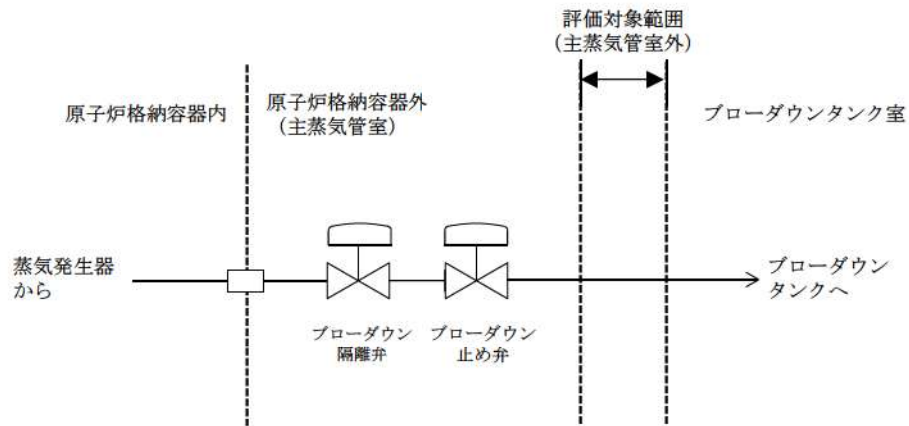 評価対象範囲
(主蒸気管室外)
原子炉格納容器内
原子炉格納容器外
(主蒸気管室)
ブローダウンタンク室
蒸気発生器
から
ブローダウン
タンクへ
ブローダウン
隔離弁
ブローダウン
止め弁